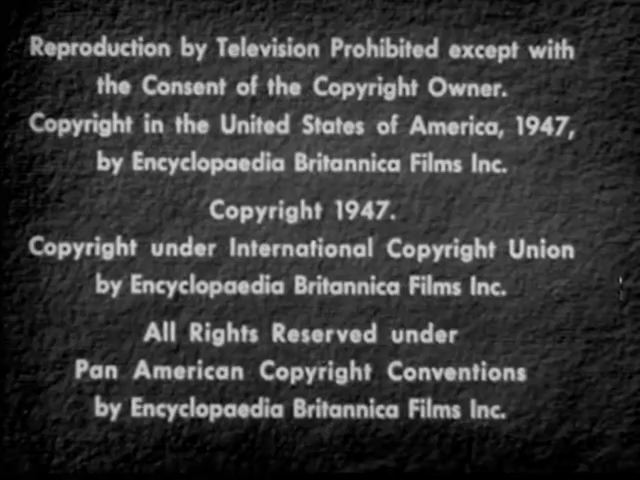 Reproduction by Television Prohibited except with
the Consent of the Copyright Owner.
Copyright in the United States of America, 1947,
by Encyclopaedia Britannica Films Inc.
Copyright 1947.
Copyright under International Copyright Union
by Encyclopaedia Britannica Films Inc.
All Rights Reserved under
Pan American Copyright Conventions
by Encyclopaedia Britannica Films Inc.